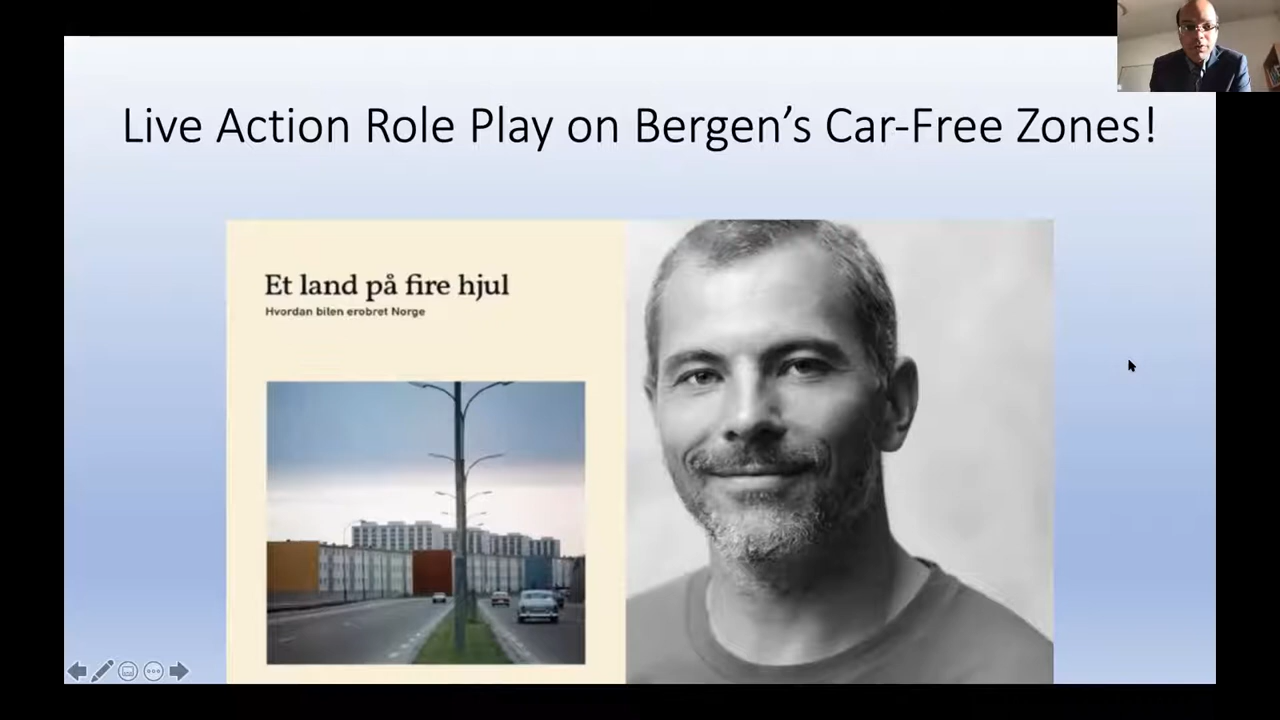 Live Action Role Play on Bergen's Car-Free Zones!
Et land på fire hjul
Hvordan bilen erobret Norge